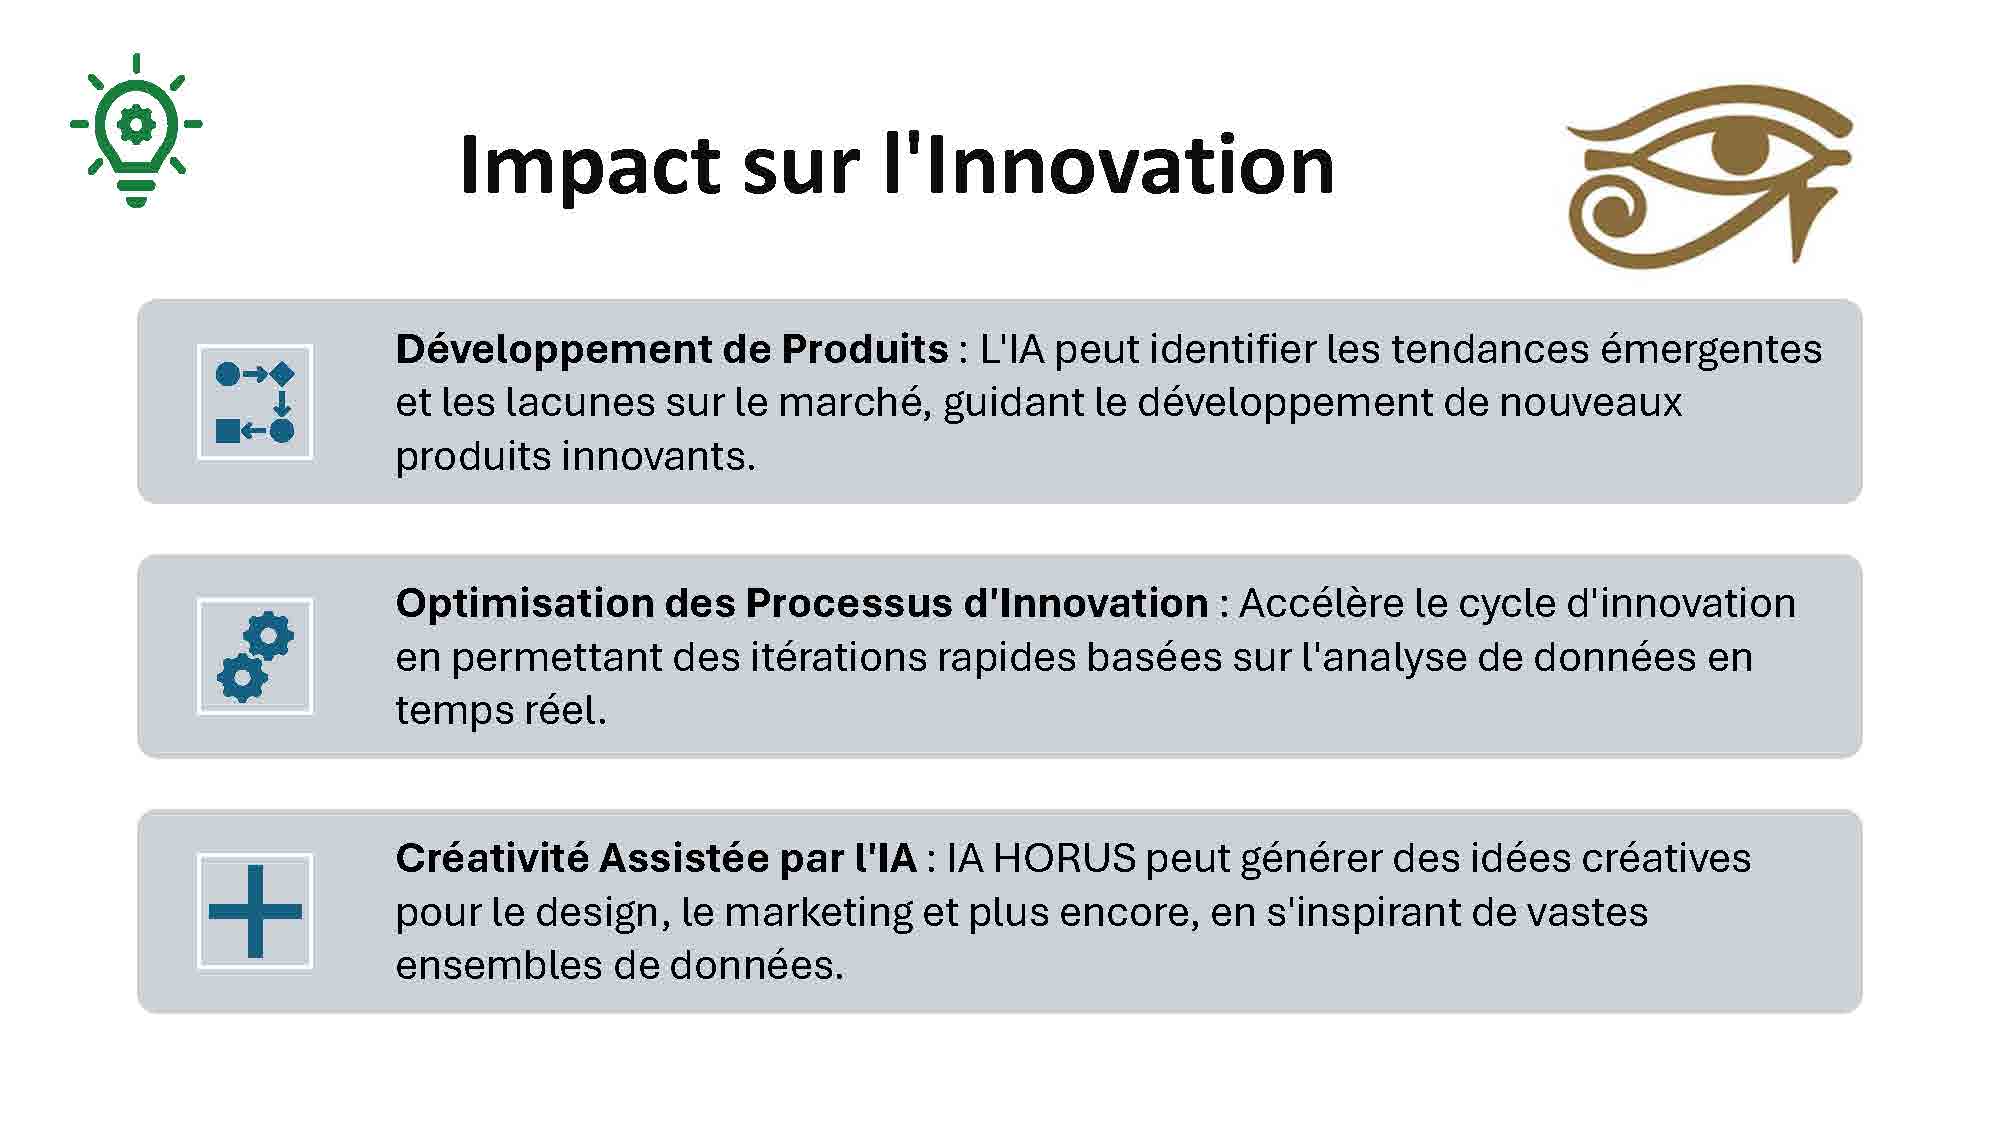 Impact sur l'Innovation
Développement de Produits : L'IA peut identifier les tendances émergentes
et les lacunes sur le marché, guidant le développement de nouveaux
produits innovants.
Optimisation des Processus d'Innovation : Accélère le cycle d'innovation
en permettant des itérations rapides basées sur l'analyse de données en
temps réel.
Créativité Assistée par l'IA : IA HORUS peut générer des idées créatives
pour le design, le marketing et plus encore, en s'inspirant de vastes
ensembles de données.